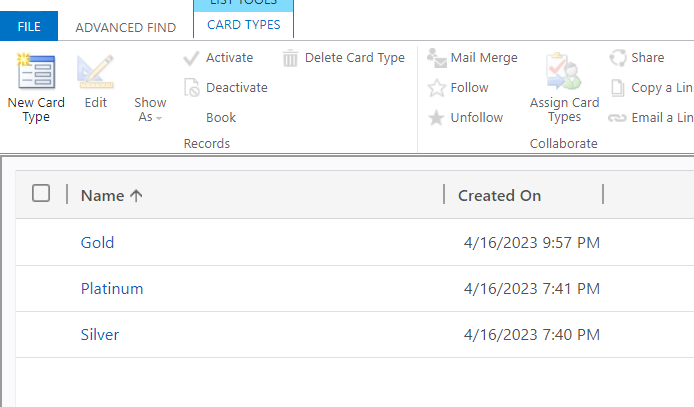 LIST TOOLS
FILE
ADVANCED FIND
CARD TYPES
New Card Type
Edit
Show As
Activate
Deactivate
Book
Delete Card Type
Records
Mail Merge
Follow
Unfollow
Assign Card Types
Share
Copy a Lin
Email a Lin
Collaborate
Name
Created On
Gold
4/16/2023 9:57 PM
Platinum
4/16/2023 7:41 PM
Silver
4/16/2023 7:40 PM